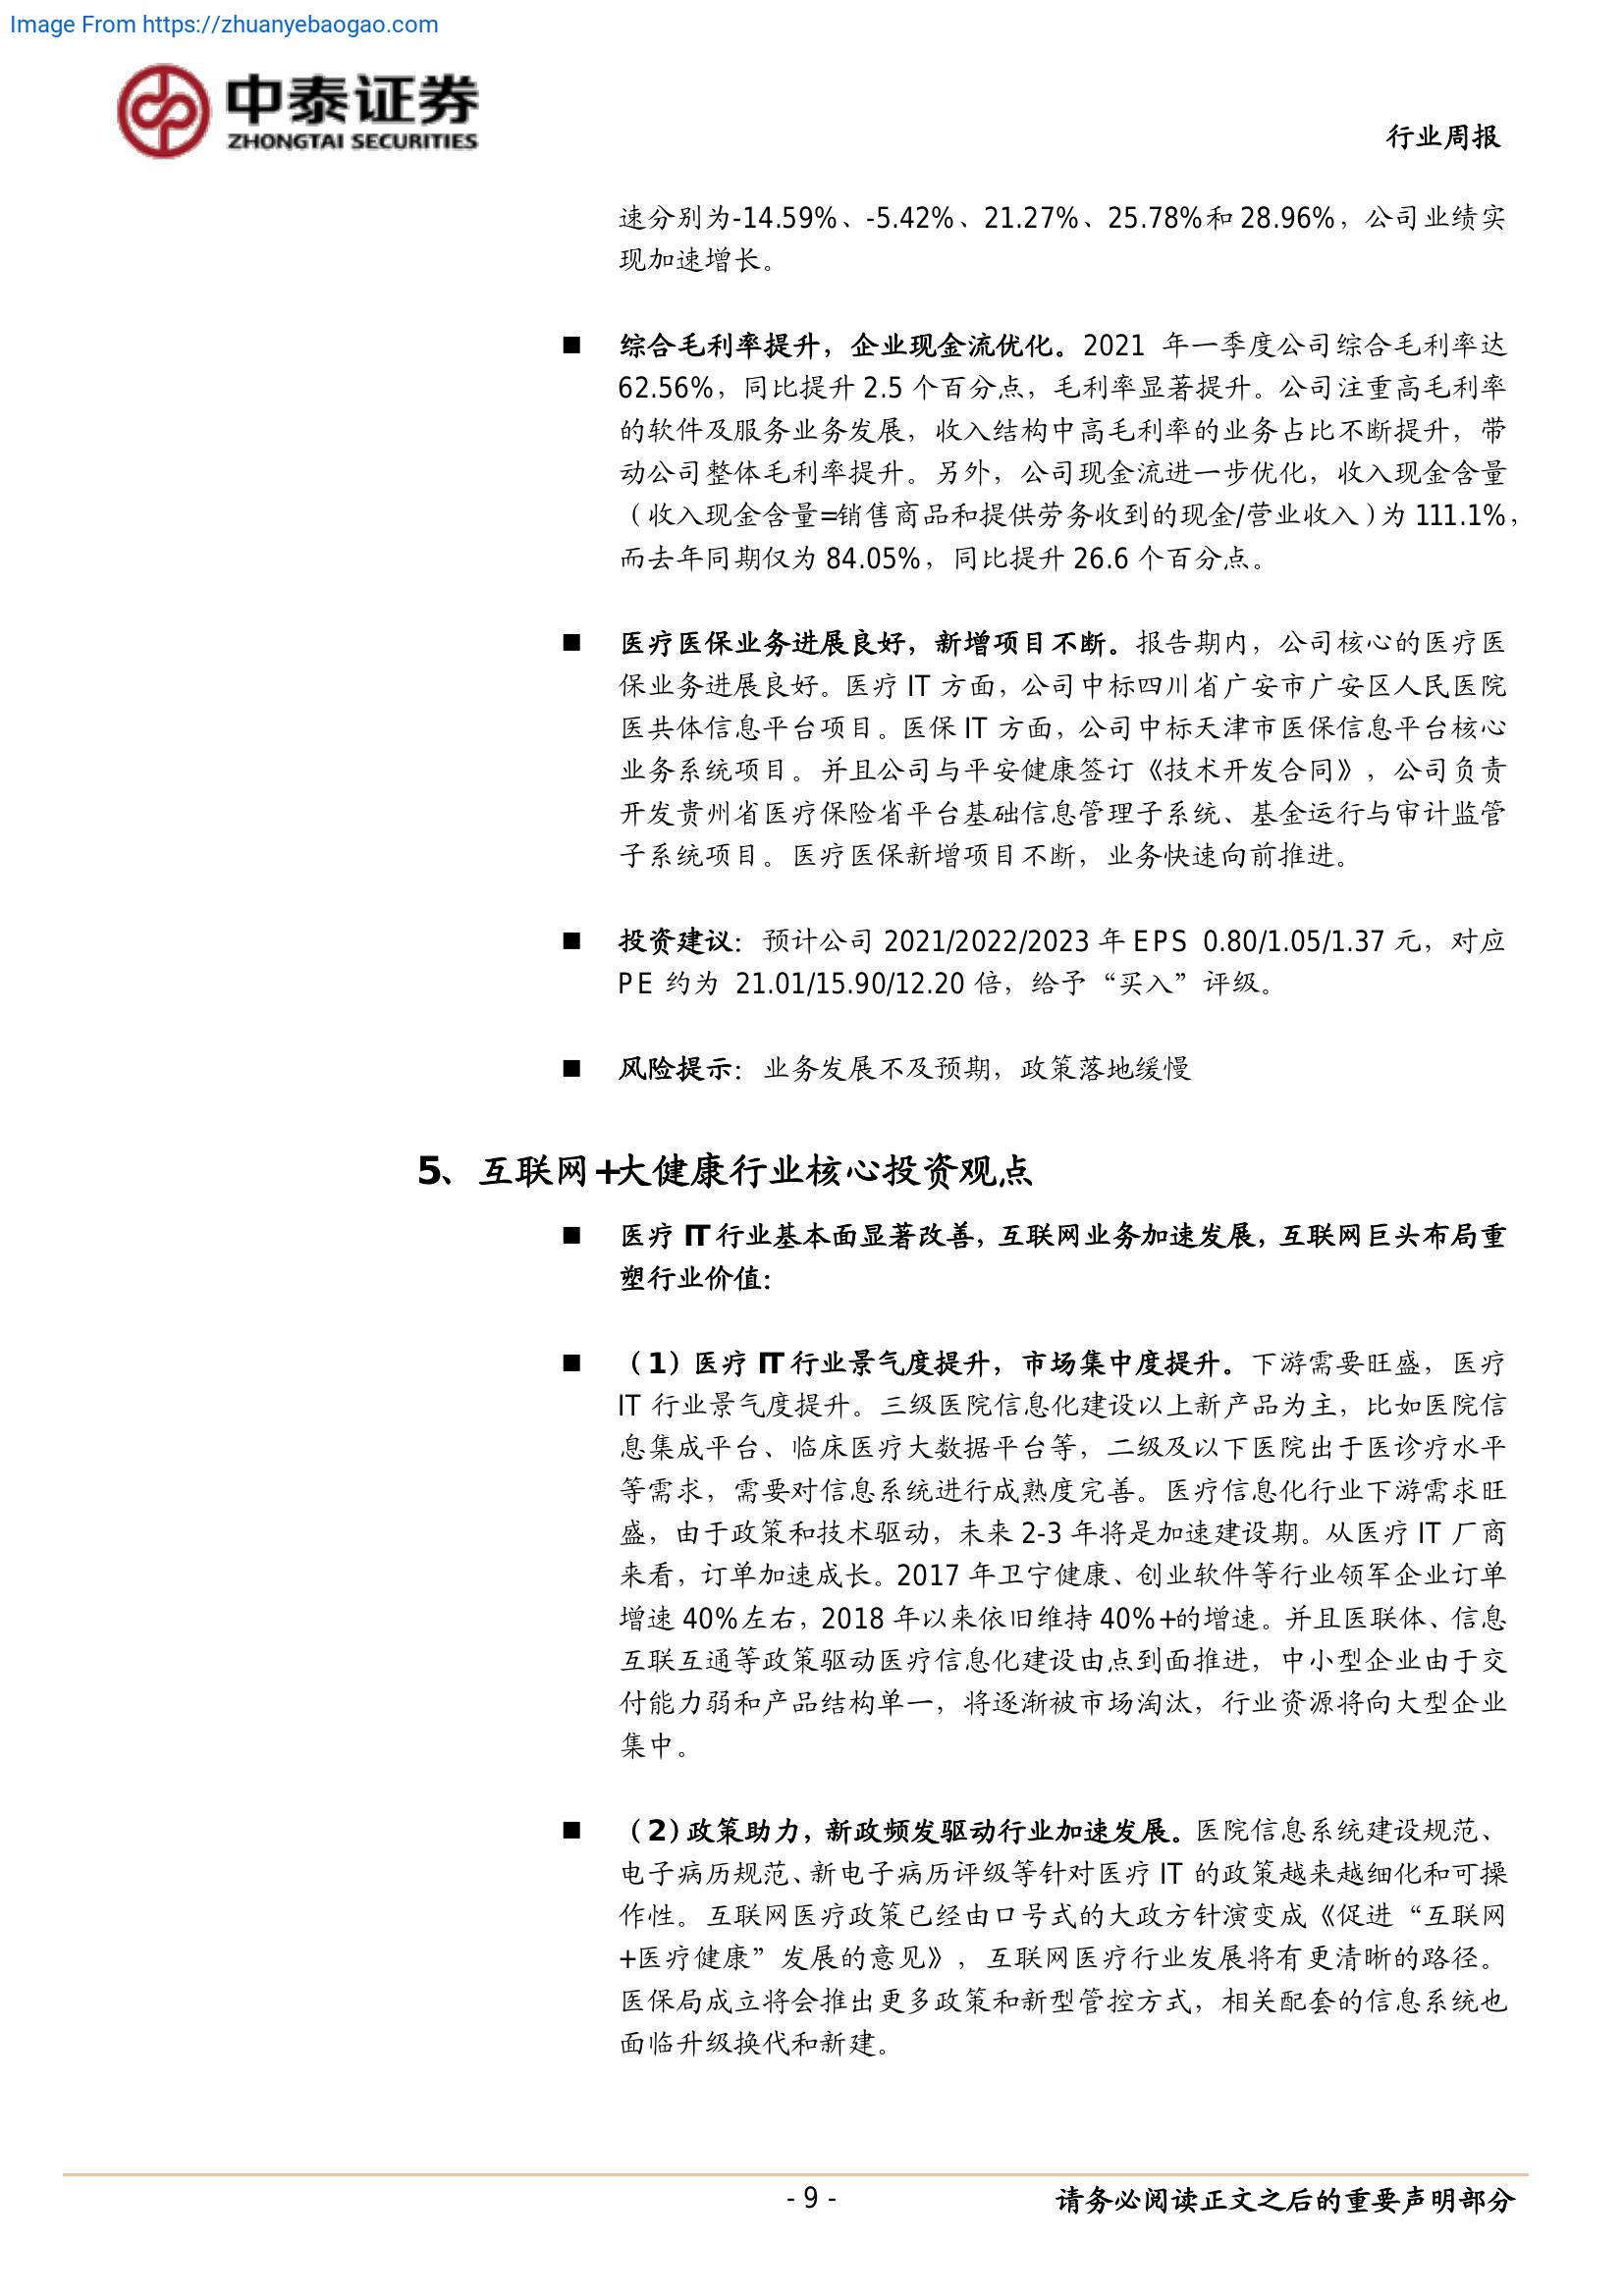 Image From https://zhuanyebaogao.com
中泰证券
ZHONGTAI SECURITIES
行业周报
速分别为-14.59%、-5.42%、21.27%、25.78%和 28.96%，公司业绩实
现加速增长。
■ 综合毛利率提升，企业现金流优化。2021 年一季度公司综合毛利率达
62.56%，同比提升 2.5 个百分点，毛利率显著提升。公司注重高毛利率
的软件及服务业务发展，收入结构中高毛利率的业务占比不断提升，带
动公司整体毛利率提升。另外，公司现金流进一步优化，收入现金含量
（收入现金含量=销售商品和提供劳务收到的现金/营业收入）为 111.1%，
而去年同期仅为 84.05%，同比提升 26.6 个百分点。
■ 医疗医保业务进展良好，新增项目不断。报告期内，公司核心的医疗医
保业务进展良好。医疗 IT 方面，公司中标四川省广安市广安区人民医院
医共体信息平台项目。医保 IT 方面，公司中标天津市医保信息平台核心
业务系统项目。并且公司与平安健康签订《技术开发合同》，公司负责
开发贵州省医疗保险省平台基础信息管理子系统、基金运行与审计监管
子系统项目。医疗医保新增项目不断，业务快速向前推进。
■ 投资建议：预计公司 2021/2022/2023 年 EPS 0.80/1.05/1.37 元，对应
PE 约为 21.01/15.90/12.20 倍，给予“买入”评级。
■ 风险提示：业务发展不及预期，政策落地缓慢
5、互联网+大健康行业核心投资观点
■ 医疗 IT 行业基本面显著改善，互联网业务加速发展，互联网巨头布局重
塑行业价值：
■ （1）医疗 IT 行业景气度提升，市场集中度提升。下游需要旺盛，医疗
IT 行业景气度提升。三级医院信息化建设以上新产品为主，比如医院信
息集成平台、临床医疗大数据平台等，二级及以下医院出于医诊疗水平
等需求，需要对信息系统进行成熟度完善。医疗信息化行业下游需求旺
盛，由于政策和技术驱动，未来 2-3 年将是加速建设期。从医疗 IT 厂商
来看，订单加速成长。2017 年卫宁健康、创业软件等行业领军企业订单
增速 40%左右，2018 年以来依旧维持 40%+的增速。并且医联体、信息
互联互通等政策驱动医疗信息化建设由点到面推进，中小型企业由于交
付能力弱和产品结构单一，将逐渐被市场淘汰，行业资源将向大型企业
集中。
■ （2）政策助力，新政频发驱动行业加速发展。医院信息系统建设规范、
电子病历规范、新电子病历评级等针对医疗 IT 的政策越来越细化和可操
作性。互联网医疗政策已经由口号式的大政方针演变成《促进“互联网
+医疗健康”发展的意见》，互联网医疗行业发展将有更清晰的路径。
医保局成立将会推出更多政策和新型管控方式，相关配套的信息系统也
面临升级换代和新建。
- 9 -
请务必阅读正文之后的重要声明部分